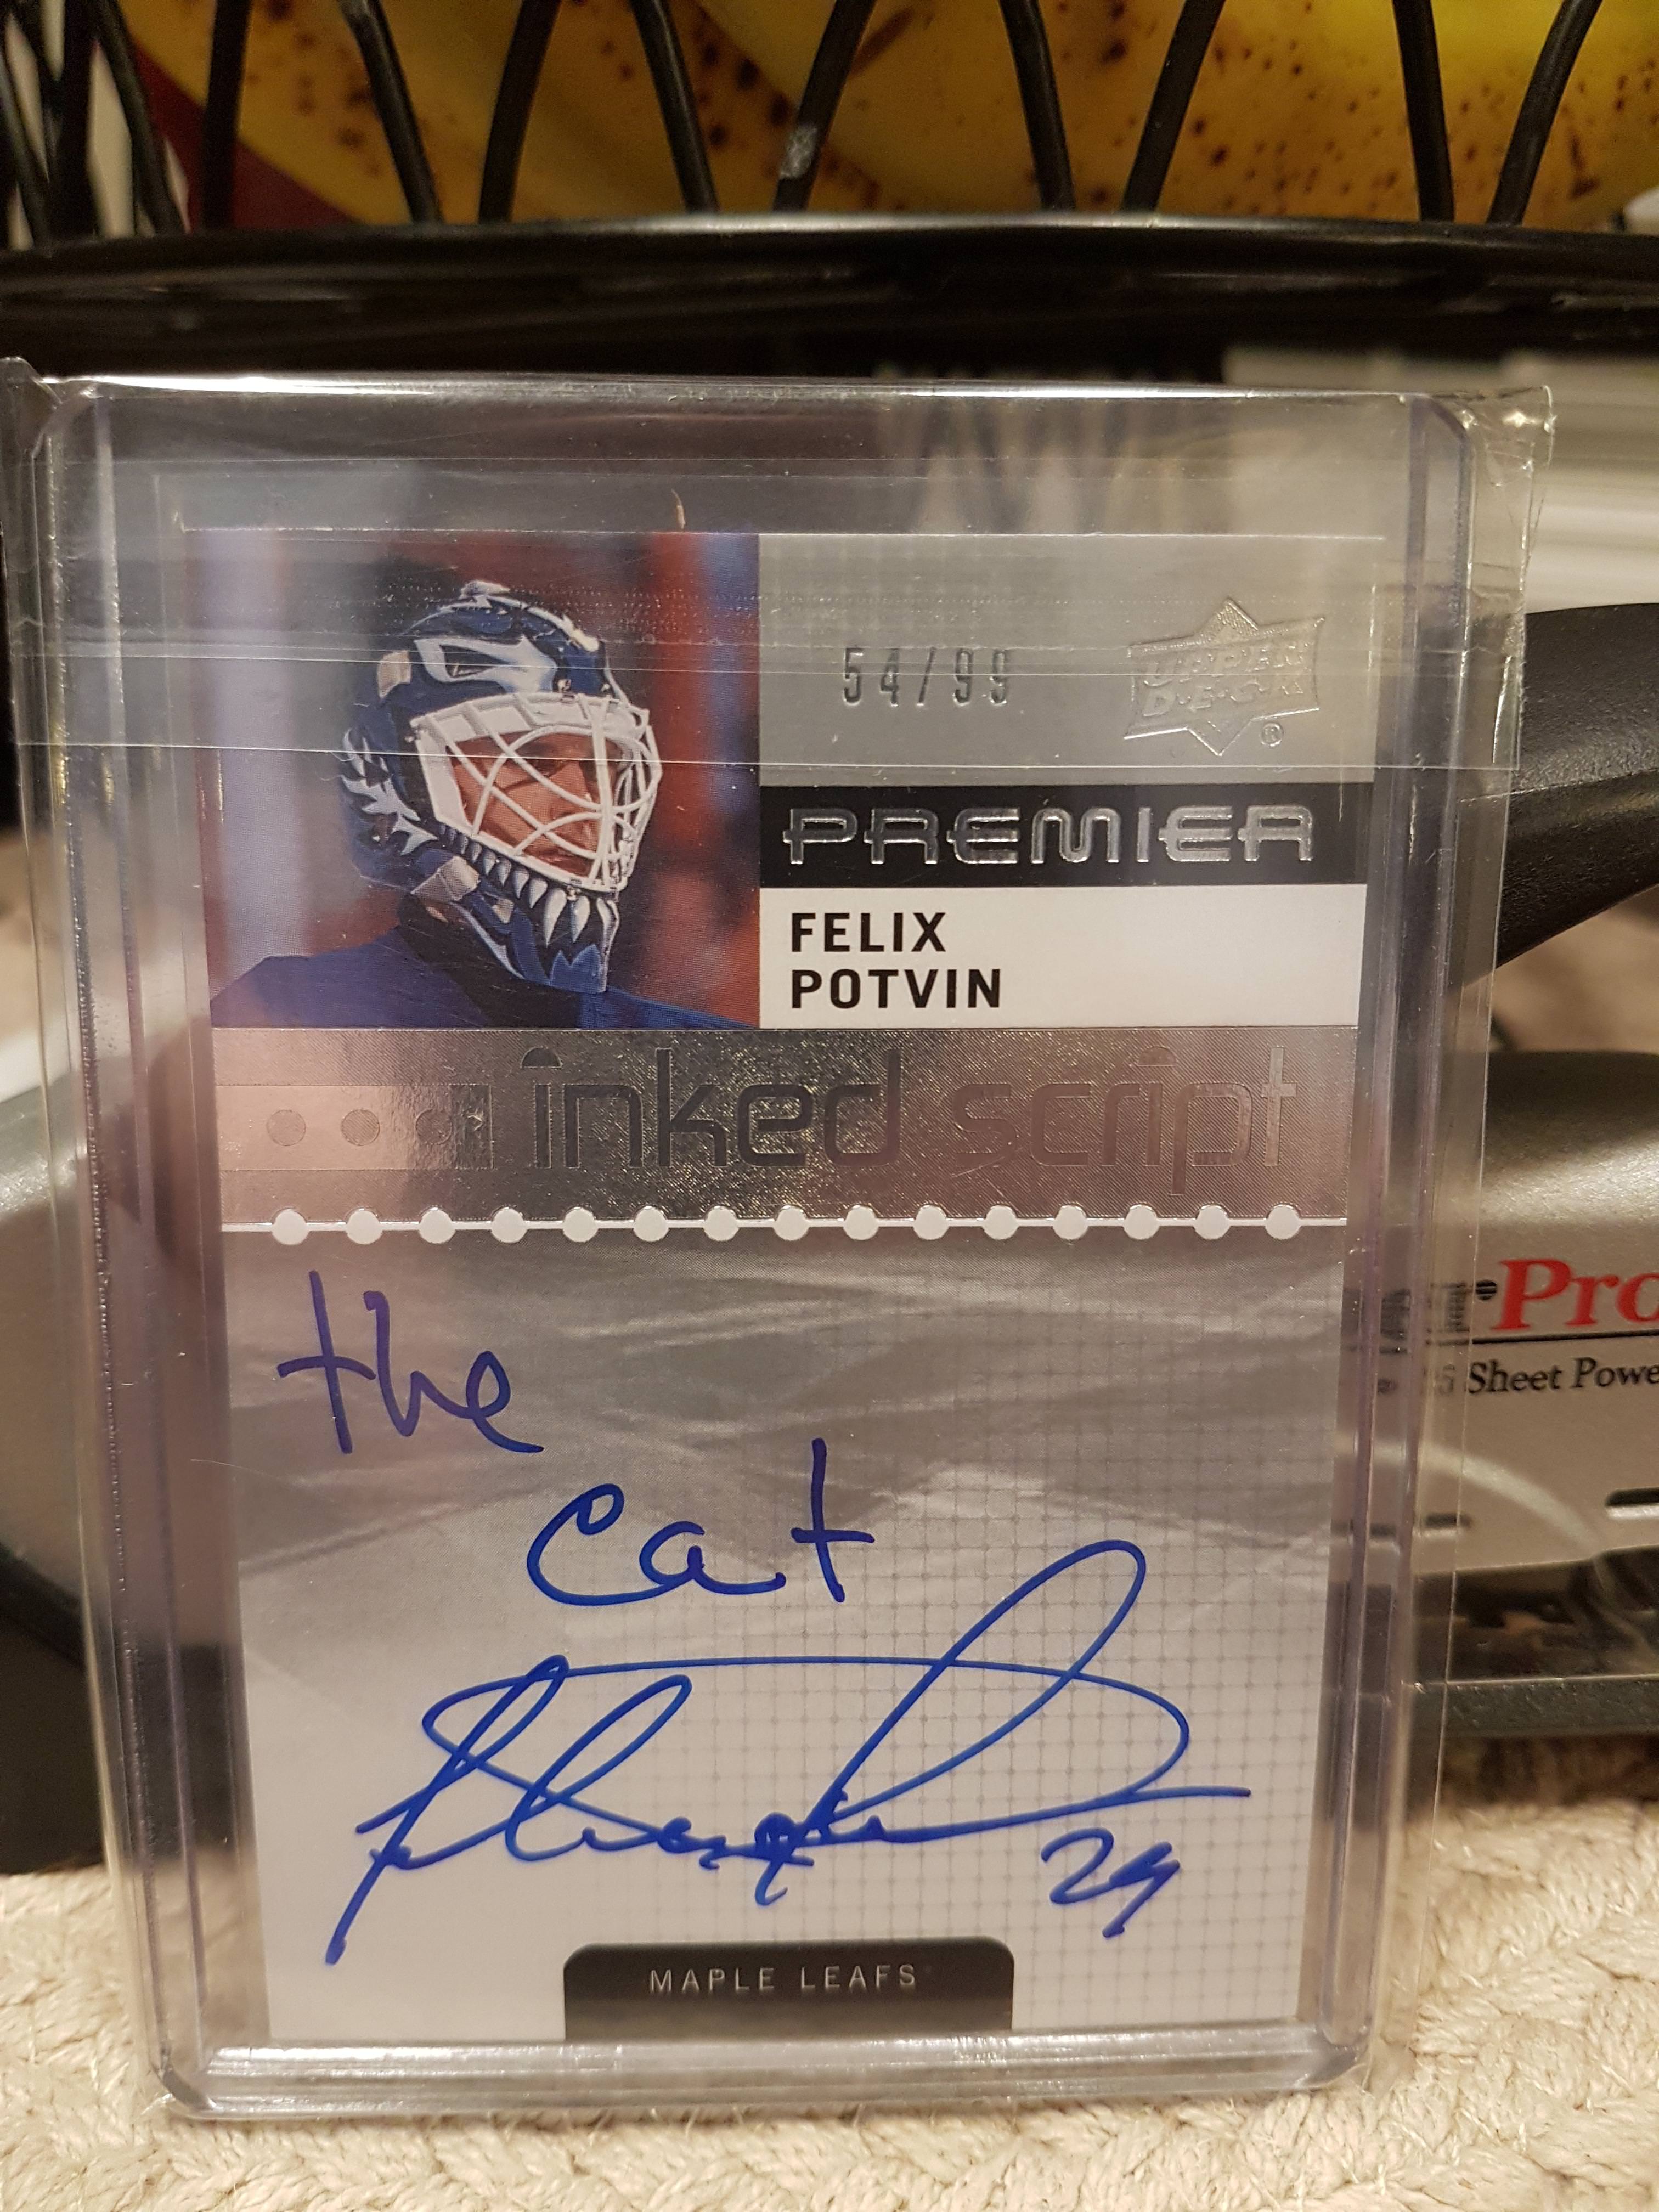 54/99
UPPER
DECK
®
PREMIER
FELIX
POTVIN
inked script
the
cat
29
MAPLE LEAFS
Pro
Sheet Powe